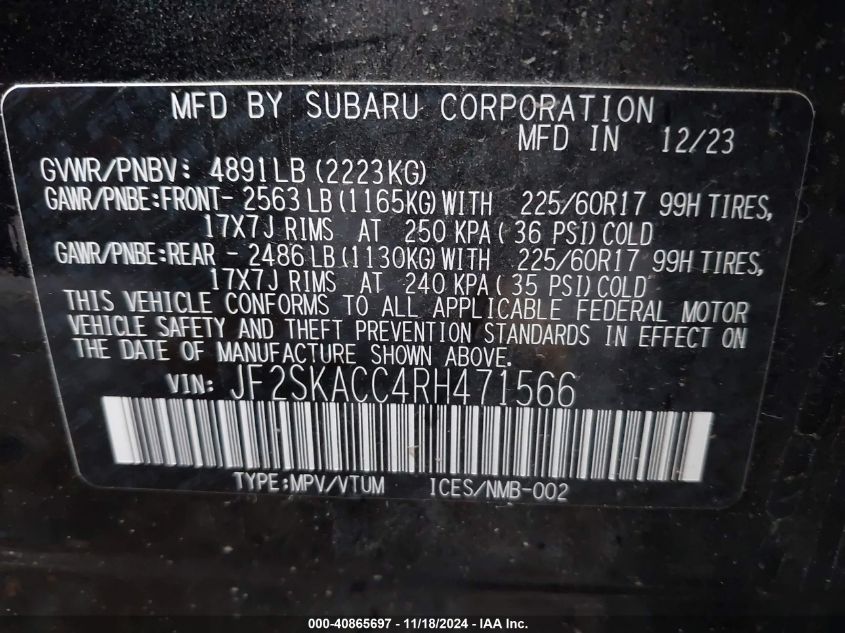 MFD BY SUBARU CORPORATION
MFD IN 12/23
GVWR/PNBV: 4891LB (2223KG)
GAWR/PNBE:FRONT- 2563LB (1165KG) WITH 225/60R17 99H TIRES,
17X7J RIMS AT 250 KPA ( 36 PSI) COLD
GAWR/PNBE:REAR - 2486LB (1130KG) WITH 225/60R17 99H TIRES,
17X7J RIMS AT 240 KPA ( 35 PSI) COLD
THIS VEHICLE CONFORMS TO ALL APPLICABLE FEDERAL MOTOR
VEHICLE SAFETY AND THEFT PREVENTION STANDARDS IN EFFECT ON
THE DATE OF MANUFACTURE SHOWN ABOVE.
VIN: JF2SKACC4RH471566
TYPE:MPV/VTUM ICES/NMB-002
000-40865697 - 11/18/2024 - IAA Inc.